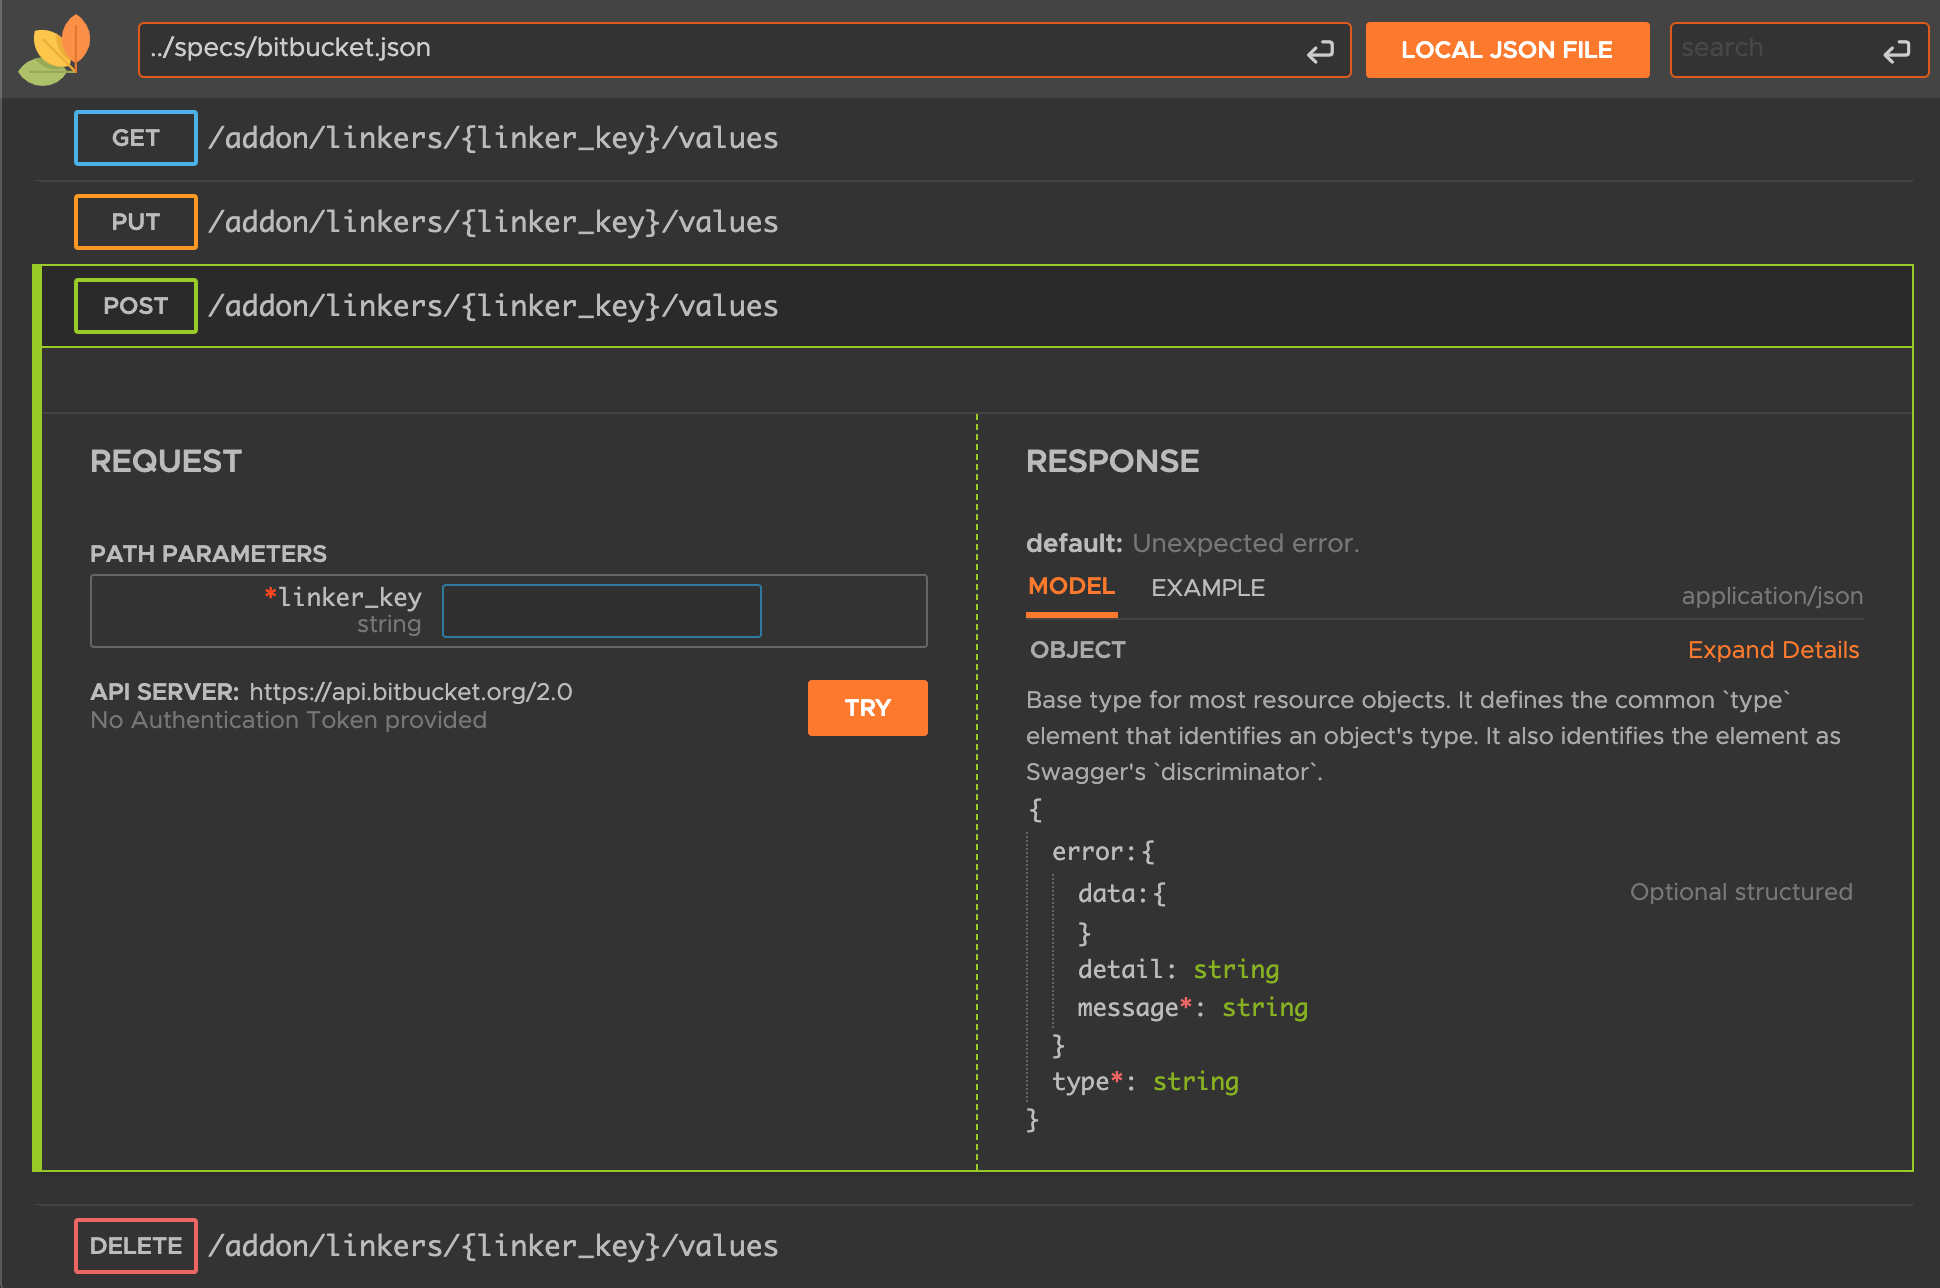 ../specs/bitbucket.json
LOCAL JSON FILE
search
GET /addon/linkers/{linker_key}/values
PUT /addon/linkers/{linker_key}/values
POST /addon/linkers/{linker_key}/values
REQUEST
PATH PARAMETERS
*linker_key
string
API SERVER: https://api.bitbucket.org/2.0
No Authentication Token provided
TRY
RESPONSE
default: Unexpected error.
MODEL EXAMPLE
application/json
OBJECT
Expand Details
Base type for most resource objects. It defines the common `type`
element that identifies an object's type. It also identifies the element as
Swagger's `discriminator`.
{
error:{
data:{ Optional structured
}
detail: string
message*: string
}
type*: string
}
DELETE /addon/linkers/{linker_key}/values